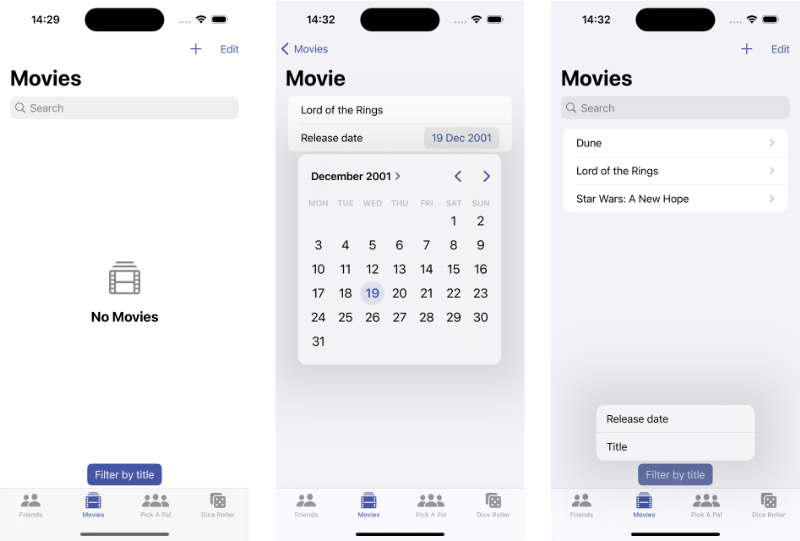 14:29
+ Edit
Movies
Search
No Movies
Filter by title
Friends Movies Pick A Pal Dice Roller
14:32
Movies
Movie
Lord of the Rings
Release date 19 Dec 2001
December 2001
MON TUE WED THU FRI SAT SUN
1 2
3 4 5 6 7 8 9
10 11 12 13 14 15 16
17 18 19 20 21 22 23
24 25 26 27 28 29 30
31
Friends Movies Pick A Pal Dice Roller
14:32
+ Edit
Movies
Search
Dune
Lord of the Rings
Star Wars: A New Hope
Release date
Title
Filter by title
Friends Movies Pick A Pal Dice Roller